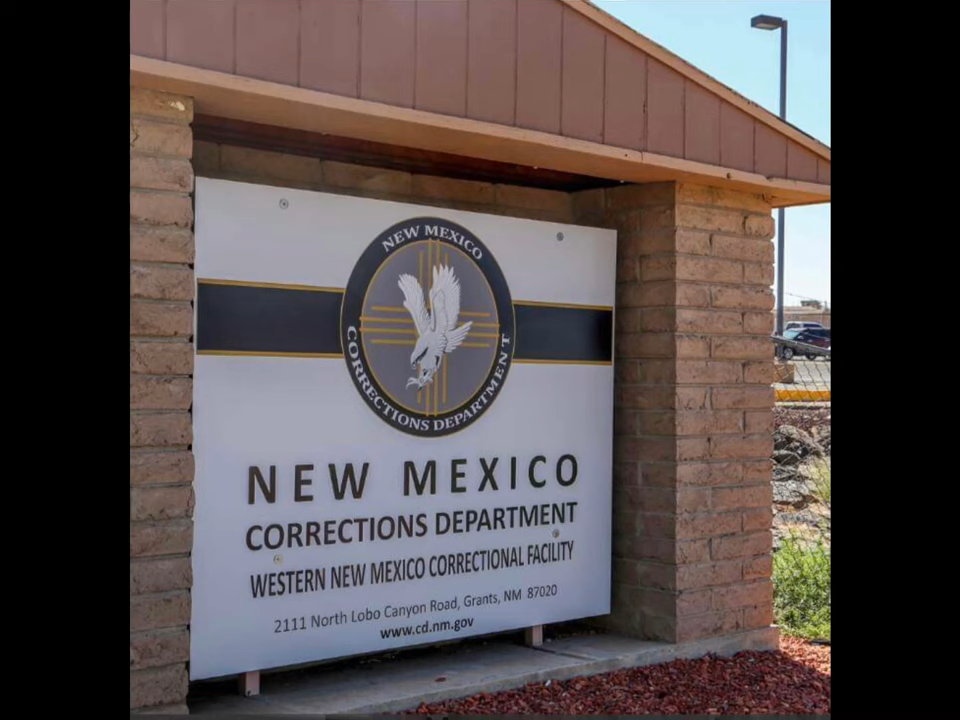 NEW MEXICO
CORRECTIONS DEPARTMENT
NEW MEXICO
CORRECTIONS DEPARTMENT
WESTERN NEW MEXICO CORRECTIONAL FACILITY
2111 North Lobo Canyon Road, Grants, NM 87020
www.cd.nm.gov